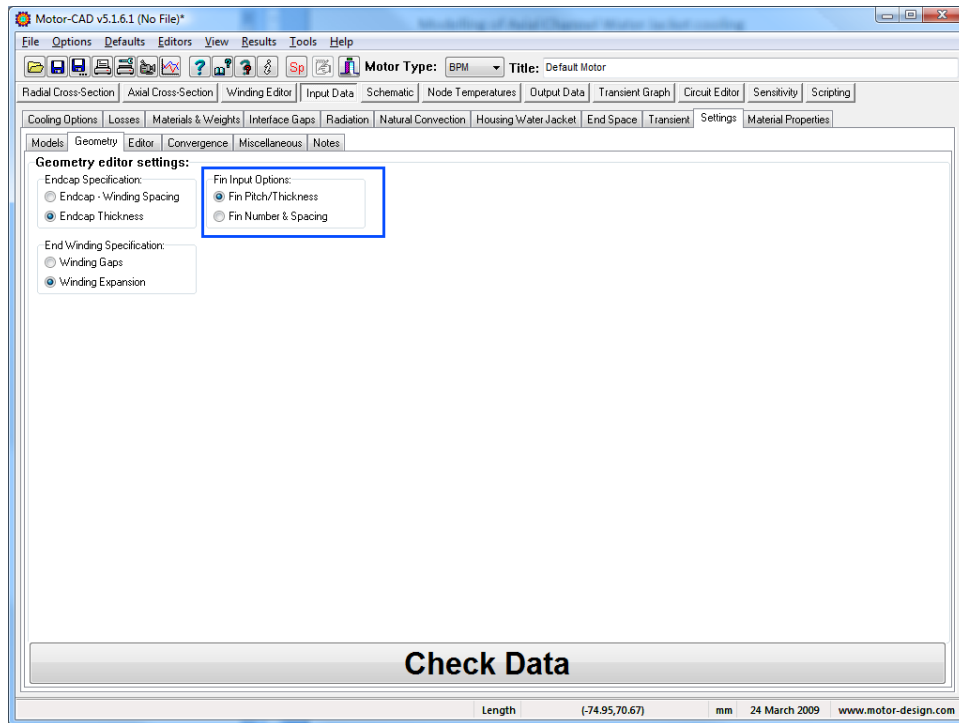 Motor-CAD v5.1.6.1 (No File)*
File Options Defaults Editors View Results Tools Help
Sp Motor Type: BPM Title: Default Motor
Radial Cross-Section Axial Cross-Section Winding Editor Input Data Schematic Node Temperatures Output Data Transient Graph Circuit Editor Sensitivity Scripting
Cooling Options Losses Materials & Weights Interface Gaps Radiation Natural Convection Housing Water Jacket End Space Transient Settings Material Properties
Models Geometry Editor Convergence Miscellaneous Notes
Geometry editor settings:
Endcap Specification: Fin Input Options:
Endcap - Winding Spacing Fin Pitch/Thickness
Endcap Thickness Fin Number & Spacing
End Winding Specification:
Winding Gaps
Winding Expansion
Check Data
Length (-74.95,70.67) mm 24 March 2009 www.motor-design.com